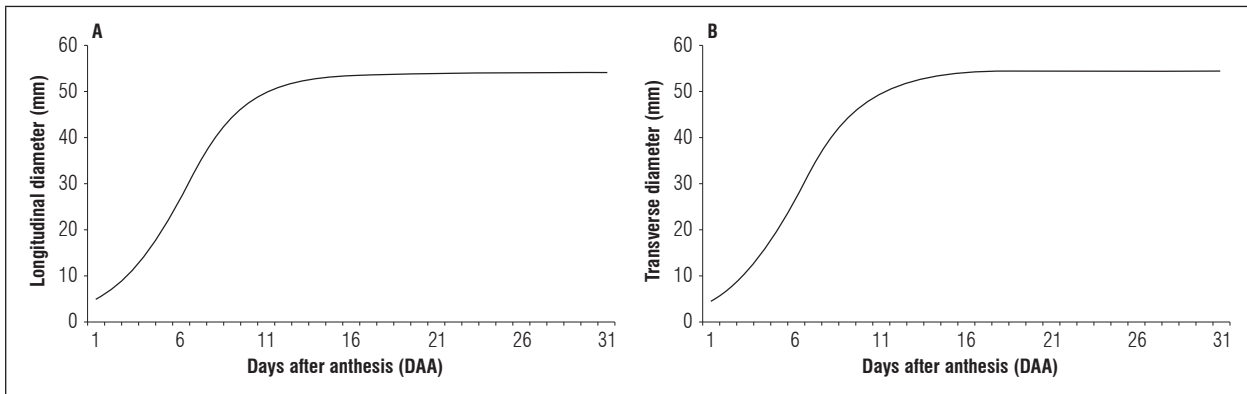 A
60
50
40
30
20
10
0
Longitudinal diameter (mm)
1 6 11 16 21 26 31
Days after anthesis (DAA)
B
60
50
40
30
20
10
0
Transverse diameter (mm)
1 6 11 16 21 26 31
Days after anthesis (DAA)